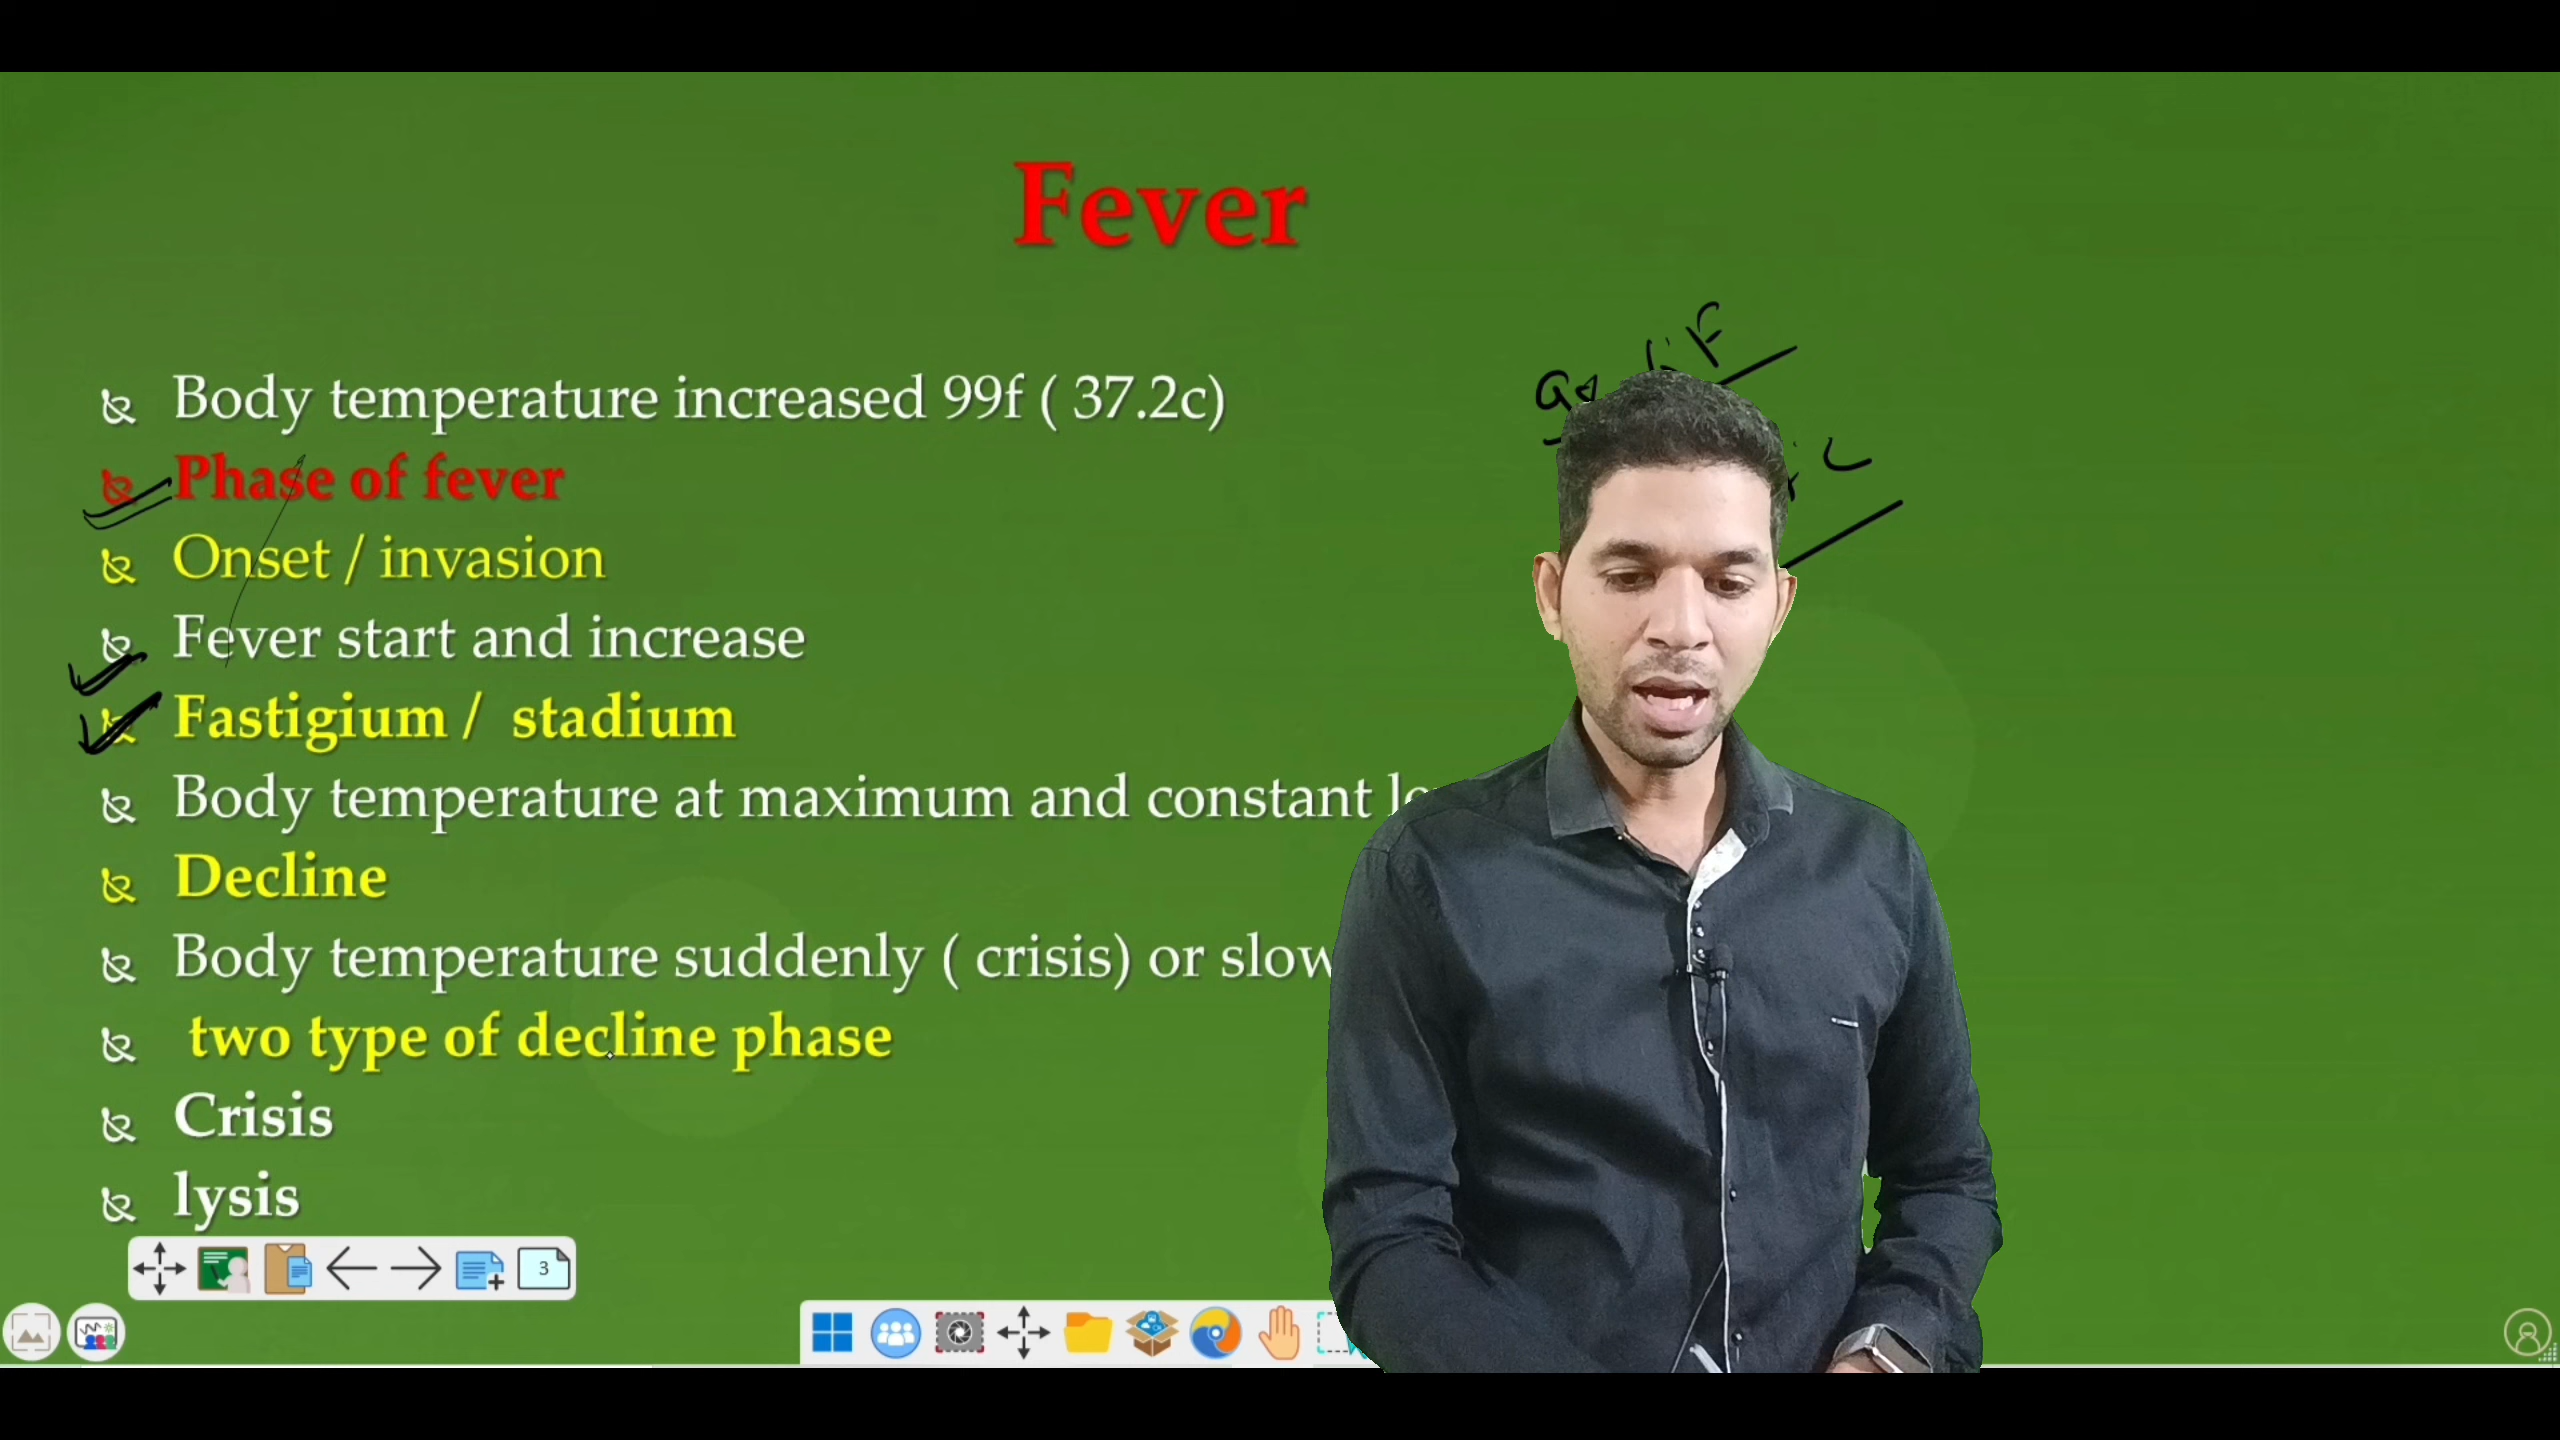 Fever
Body temperature increased 99f ( 37.2c)
Phase of fever
Onset / invasion
Fever start and increase
Fastigium / stadium
Body temperature at maximum and constant
Decline
Body temperature suddenly ( crisis) or
two type of decline phase
Crisis
lysis
3